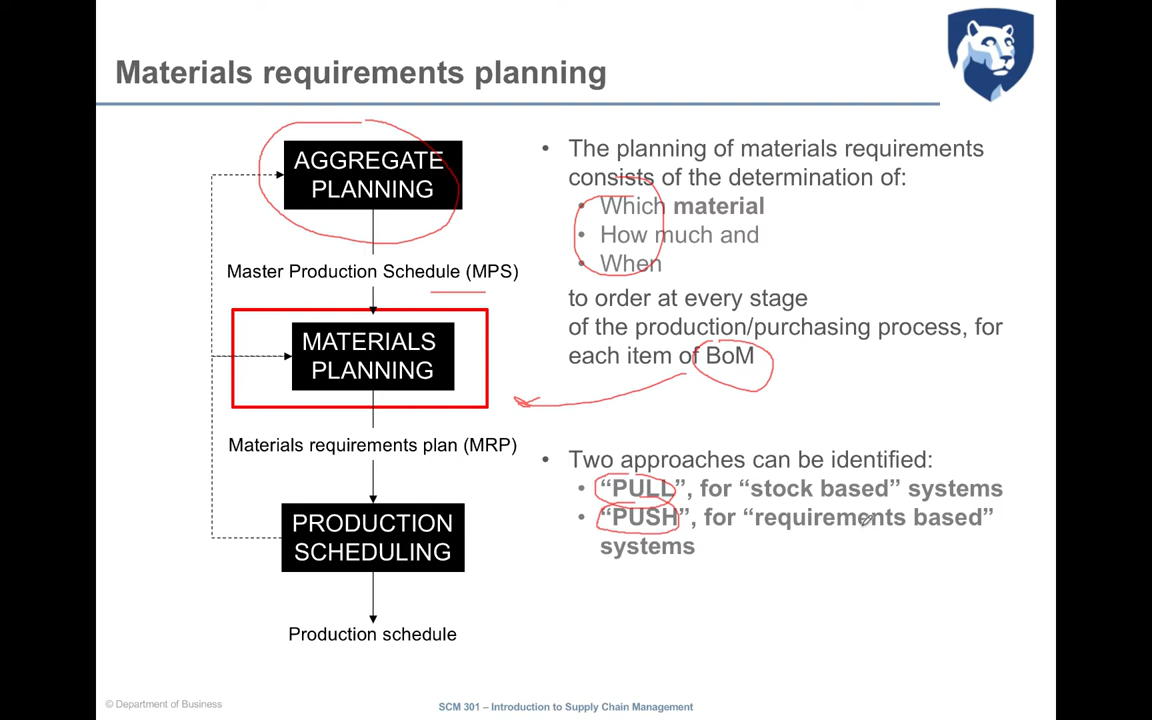 Materials requirements planning
AGGREGATE
PLANNING
Master Production Schedule (MPS)
MATERIALS
PLANNING
Materials requirements plan (MRP)
PRODUCTION
SCHEDULING
Production schedule
• The planning of materials requirements
consists of the determination of:
• Which material
• How much and
• When
to order at every stage
of the production/purchasing process, for
each item of BoM
• Two approaches can be identified:
• “PULL”, for “stock based” systems
• “PUSH”, for “requirements based”
systems
© Department of Business
SCM 301 – Introduction to Supply Chain Management